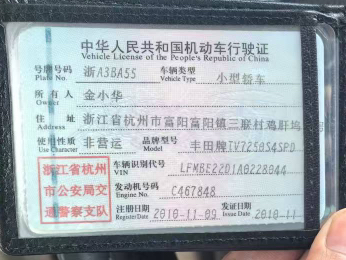 中华人民共和国机动车行驶证
Vehicle License of the People's Republic of China
号牌号码 浙A3BA55 车辆类型 小型轿车
Plate No. Vehicle Type
所有人 金小华
Owner
住址 浙江省杭州市富阳富阳镇三联村鸡肝坞
Address
使用性质 非营运 品牌型号 丰田牌TV7250S4SPD
Use Character Model
浙江省杭州
市公安局交
通警察支队
车辆识别代号 LFMBE22D1A0228044
VIN
发动机号码 C467848
Engine No.
注册日期 2010-11-09 发证日期 2010-11
Register Date Issue Date